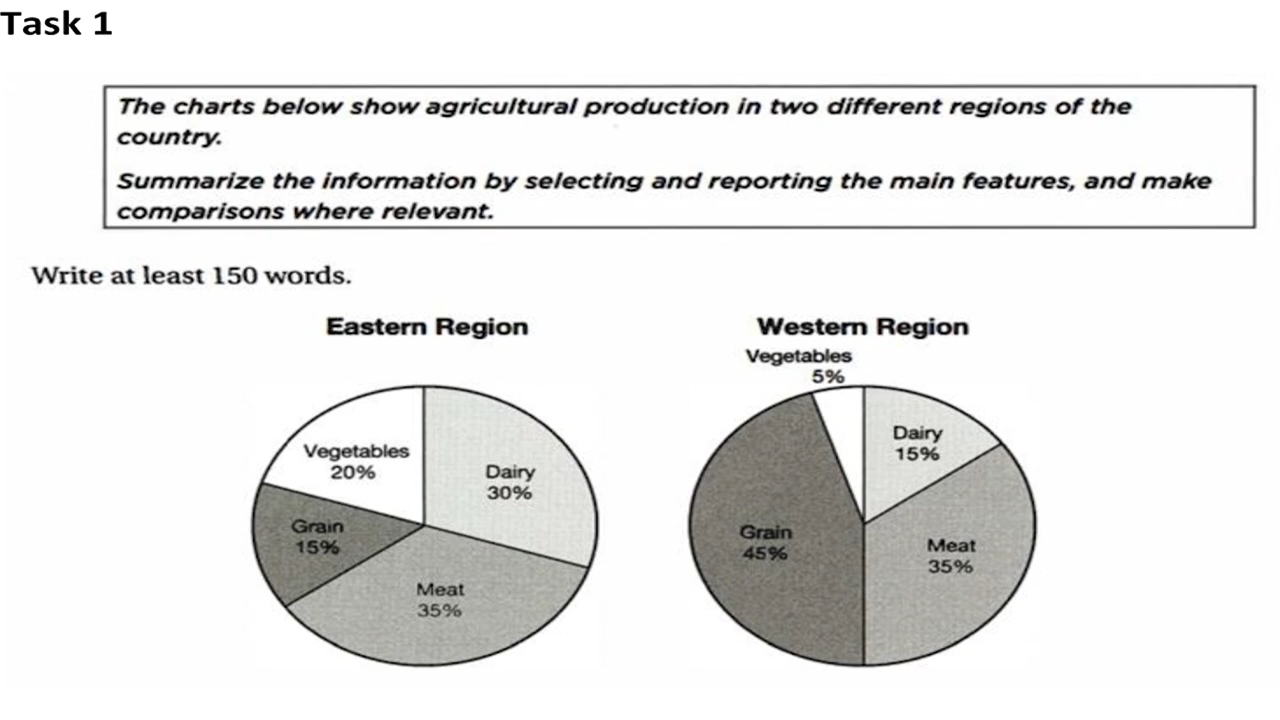 Task 1
The charts below show agricultural production in two different regions of the
country.
Summarize the information by selecting and reporting the main features, and make
comparisons where relevant.
Write at least 150 words.
Eastern Region
Vegetables
20%
Dairy
30%
Grain
15%
Meat
35%
Western Region
Vegetables
5%
Dairy
15%
Grain
45%
Meat
35%